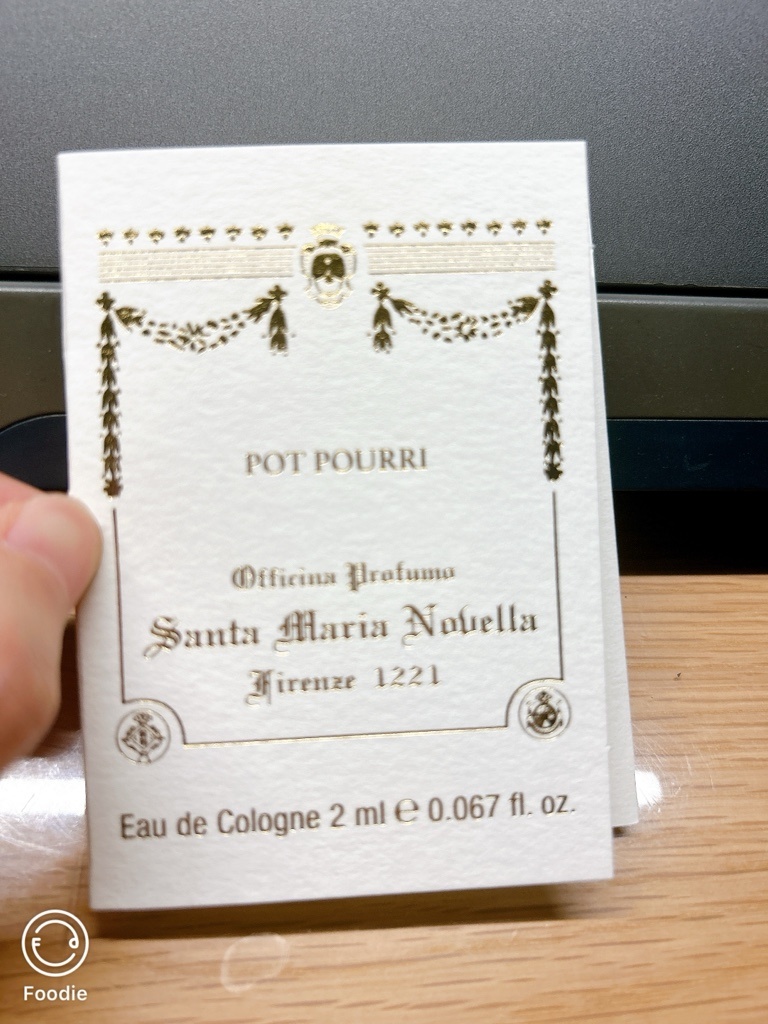 POT POURRI
Officina Profumo
Santa Maria Novella
Firenze 1221
Eau de Cologne 2 ml ℮ 0.067 fl. oz.
Foodie